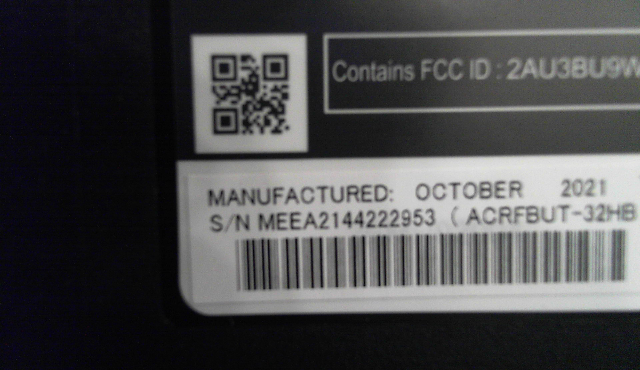 Contains FCC ID : 2AU3BU9W
MANUFACTURED: OCTOBER 2021
S/N MEEA2144222953 ( ACRFBUT-32HB